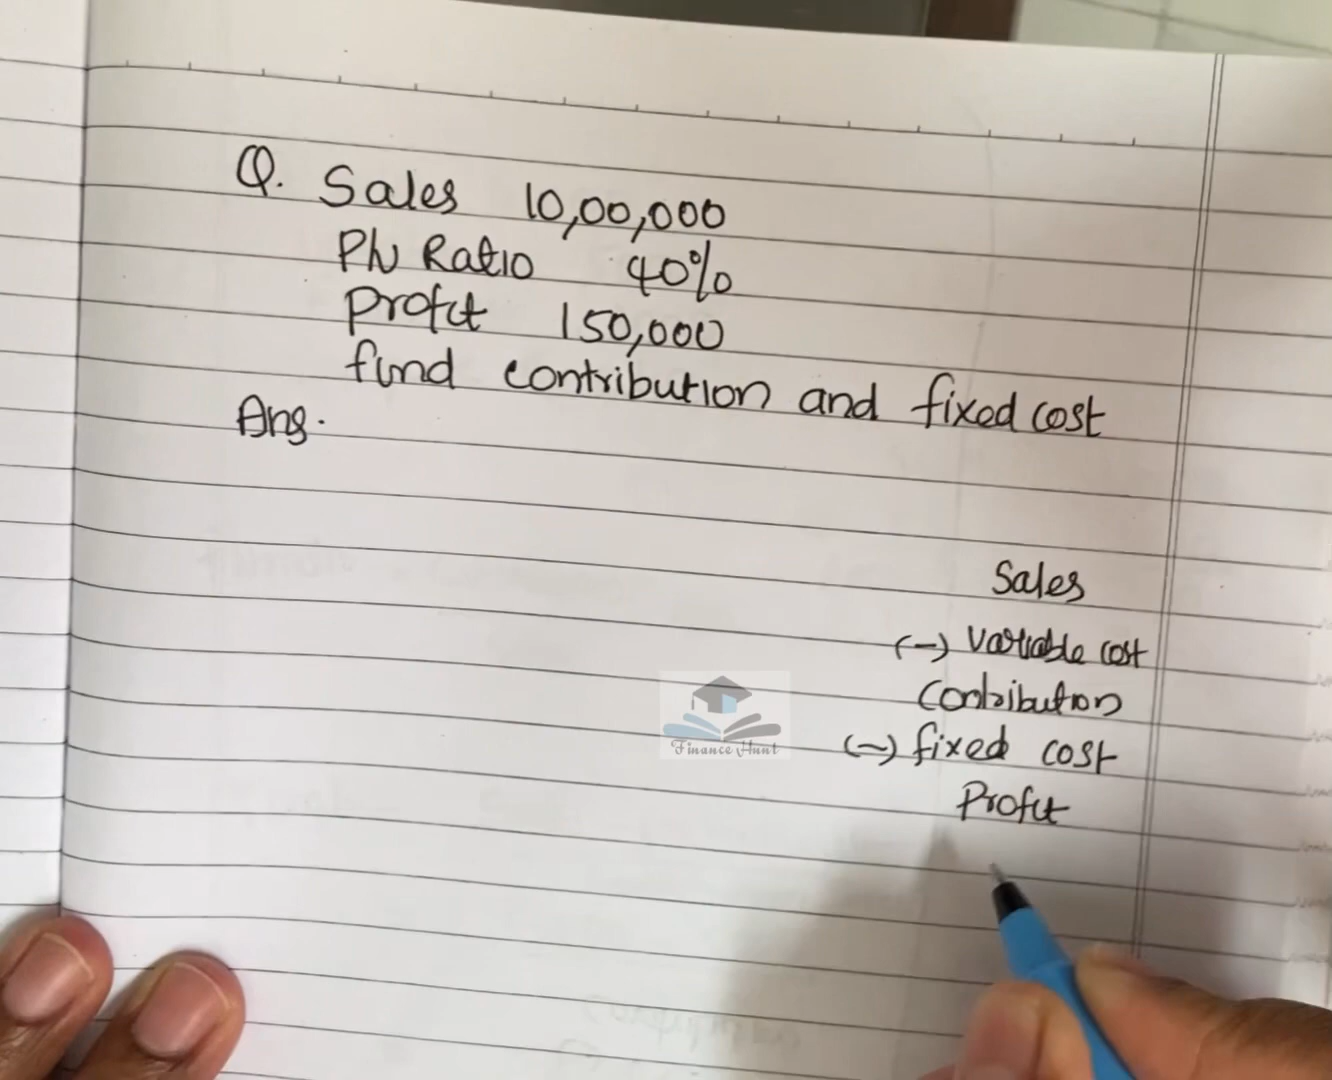 Q. Sales 10,00,000
P/V Ratio 40%
Profit 150,000
find contribution and fixed cost
Ans.
Sales
(-) Variable cost
Contribution
(-) fixed cost
Profit
Finance Hunt